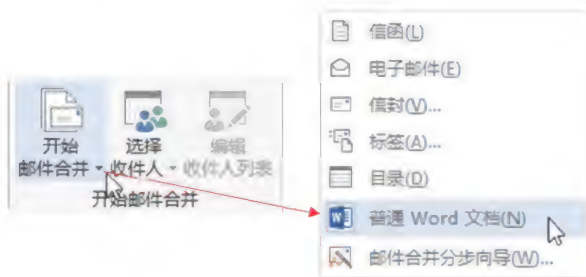 开始
邮件合并
选择
收件人
编辑
收件人列表
开始邮件合并
信函(L)
电子邮件(E)
信封(V)...
标签(A)...
目录(D)
普通 Word 文档(N)
邮件合并分步向导(W)...